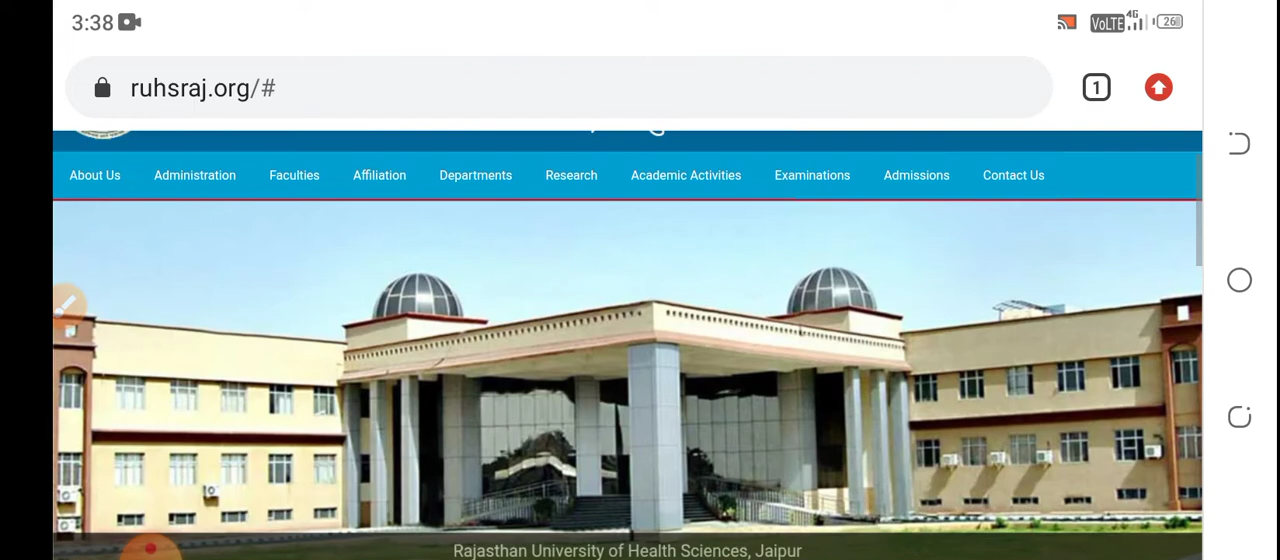 3:38 VoLTE 4G 26
ruhsraj.org/# 1
About Us Administration Faculties Affiliation Departments Research Academic Activities Examinations Admissions Contact Us
Rajasthan University of Health Sciences, Jaipur